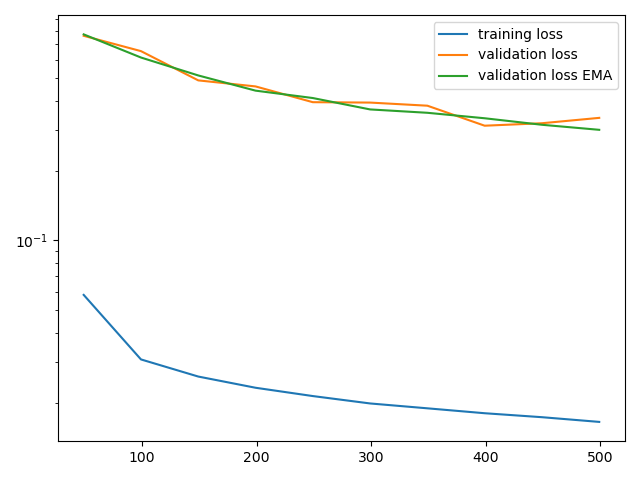 training loss
validation loss
validation loss EMA
10⁻¹
100 200 300 400 500